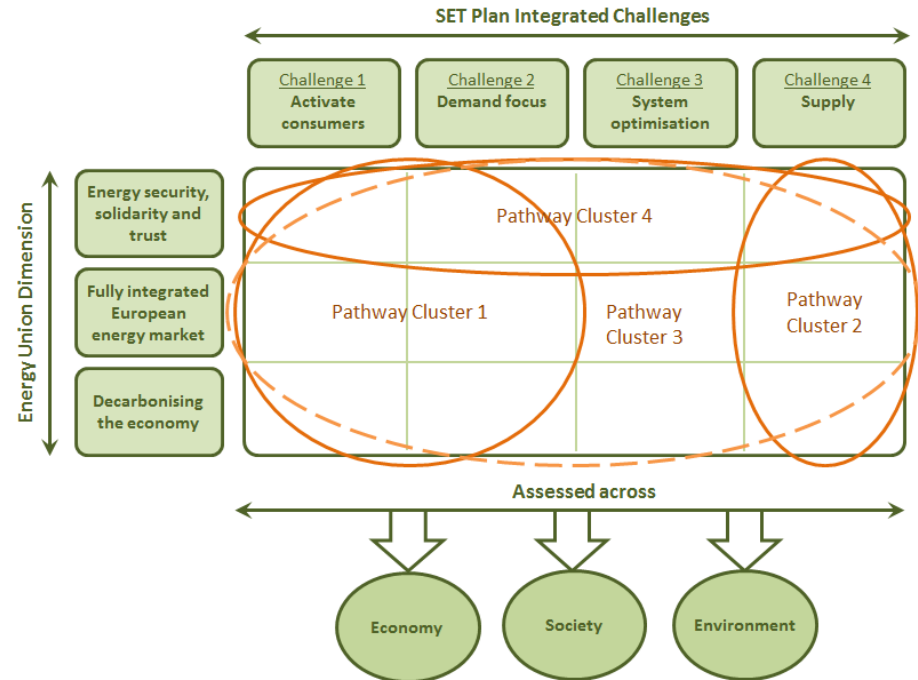 SET Plan Integrated Challenges
Challenge 1
Activate
consumers
Challenge 2
Demand focus
Challenge 3
System
optimisation
Challenge 4
Supply
Energy Union Dimension
Energy security,
solidarity and
trust
Fully integrated
European
energy market
Decarbonising
the economy
Pathway Cluster 4
Pathway Cluster 1
Pathway
Cluster 3
Pathway
Cluster 2
Assessed across
Economy
Society
Environment